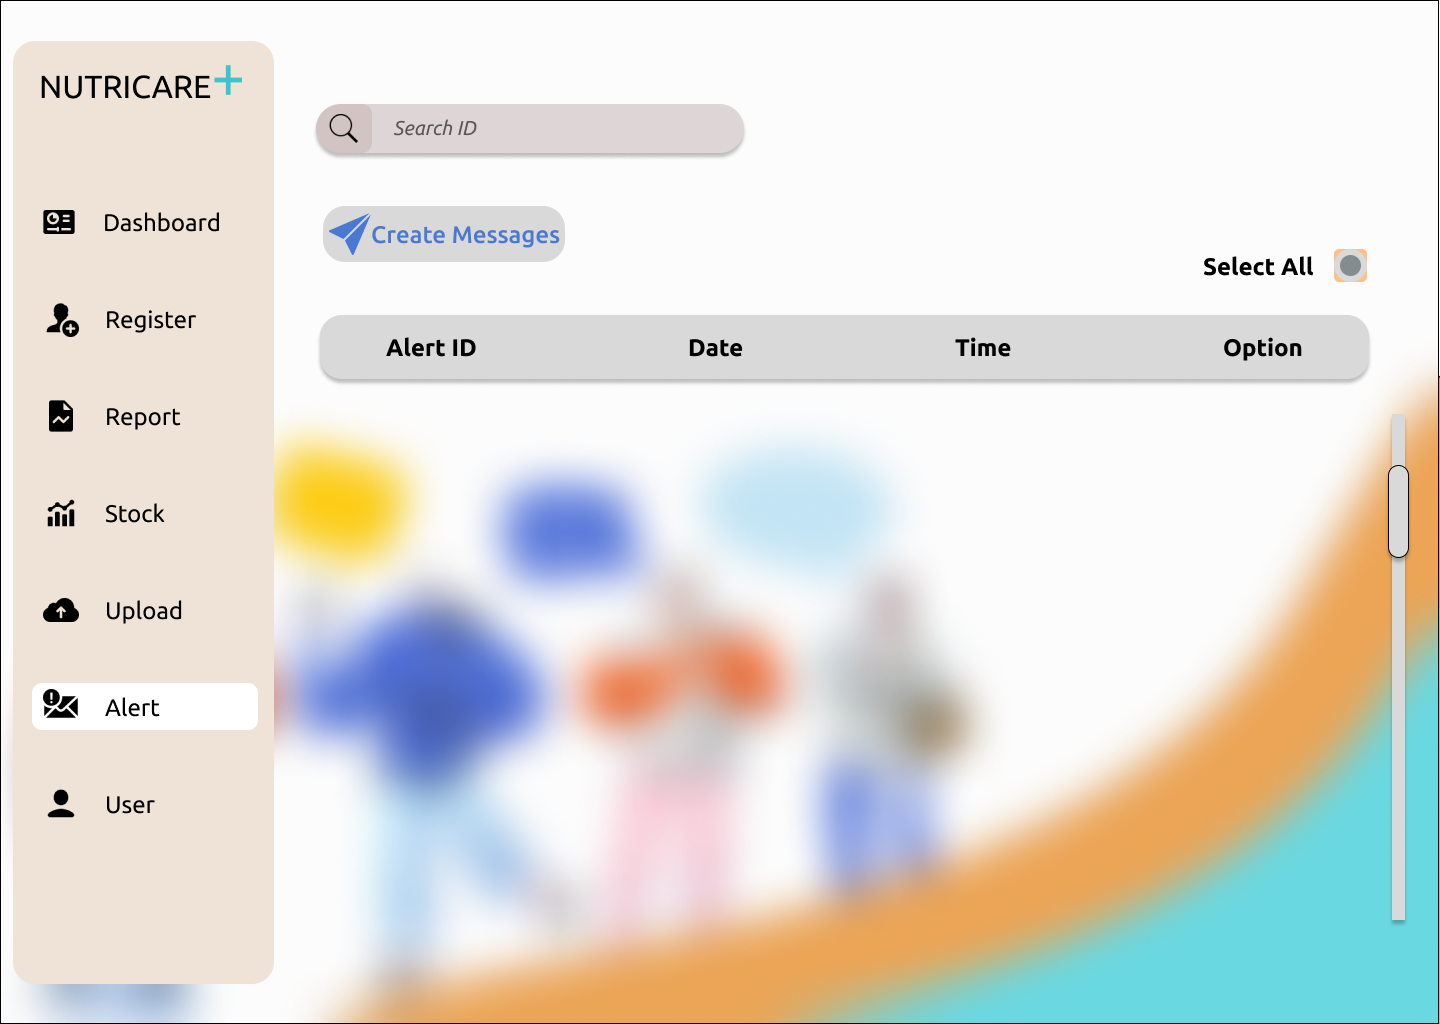 NUTRICARE+
Search ID
Dashboard
Create Messages
Select All
Register
Alert ID Date Time Option
Report
Stock
Upload
Alert
User